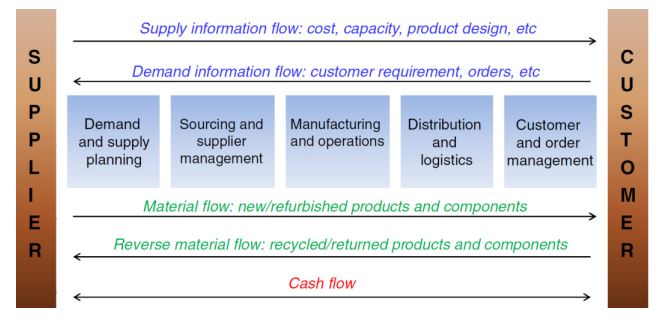 SUPPLIER
Supply information flow: cost, capacity, product design, etc
Demand information flow: customer requirement, orders, etc
Demand
and supply
planning
Sourcing and
supplier
management
Manufacturing
and operations
Distribution
and
logistics
Customer
and order
management
Material flow: new/refurbished products and components
Reverse material flow: recycled/returned products and components
Cash flow
CUSTOMER